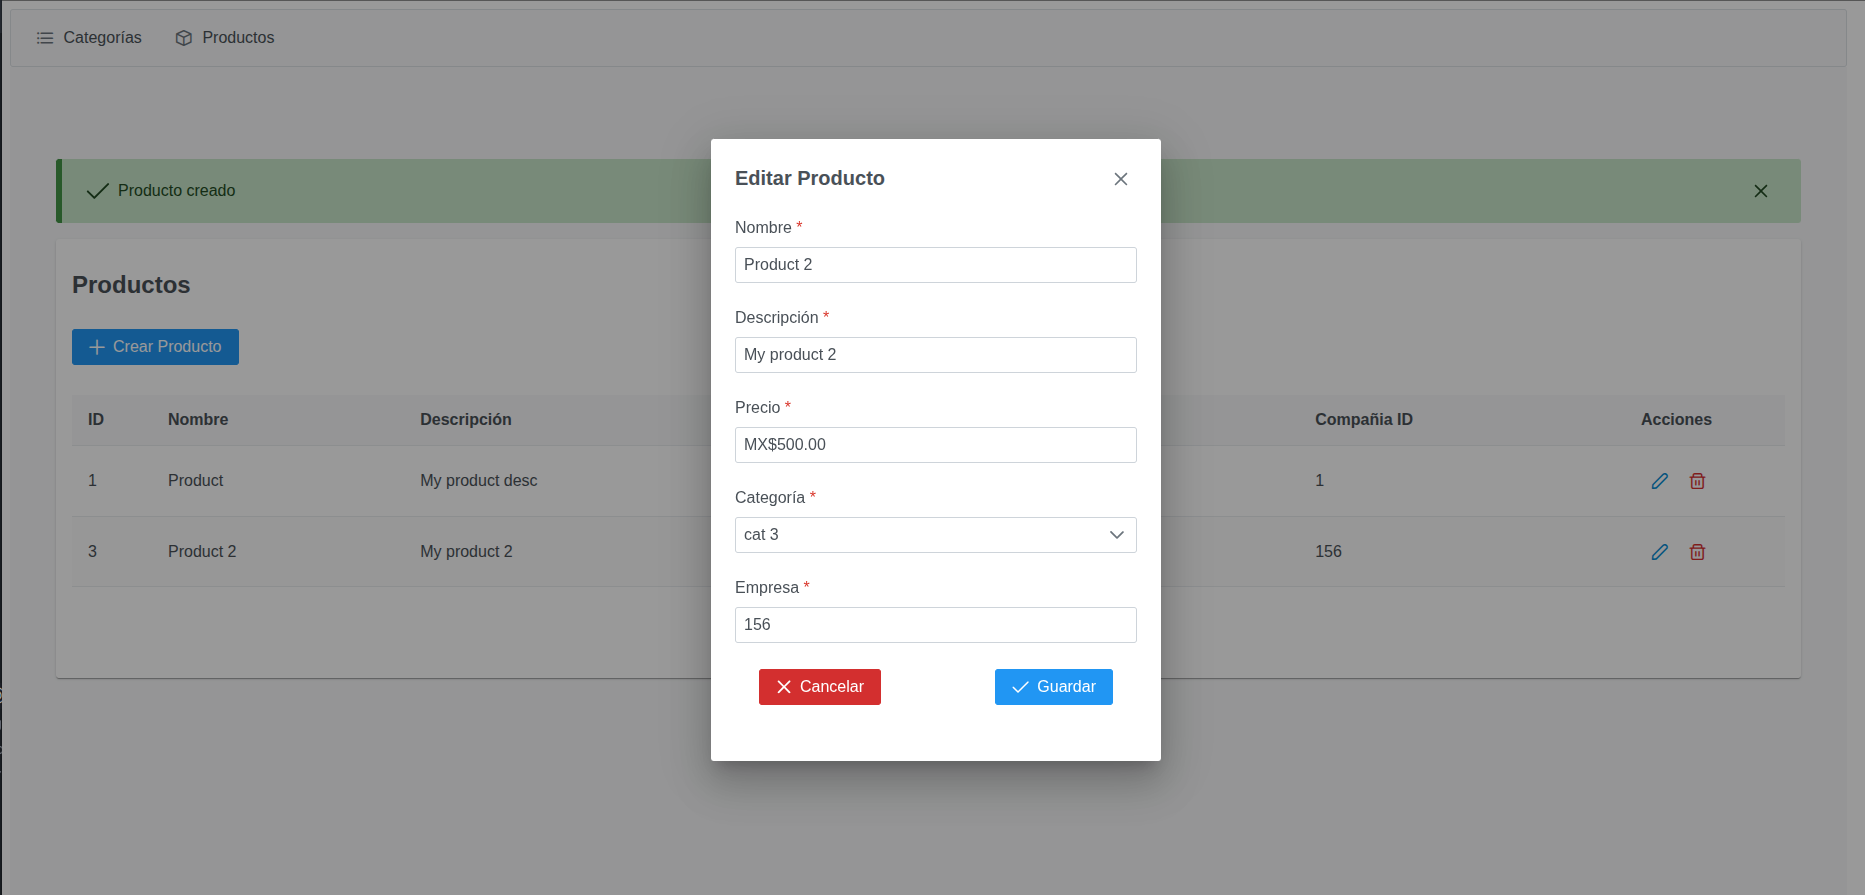 Categorías Productos
Producto creado
Productos
Crear Producto
ID Nombre Descripción Compañia ID Acciones
1 Product My product desc 1
3 Product 2 My product 2 156
Editar Producto
Nombre *
Product 2
Descripción *
My product 2
Precio *
MX$500.00
Categoría *
cat 3
Empresa *
156
Cancelar Guardar